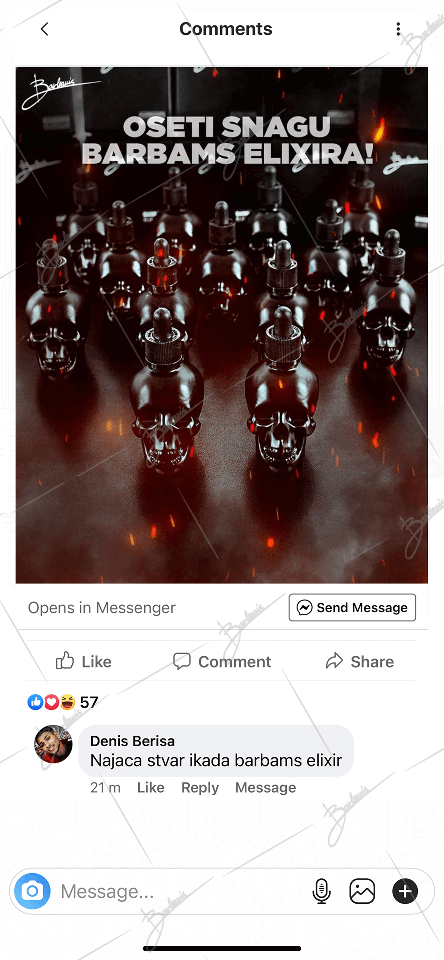 Comments
Barbams
OSETI SNAGU
BARBAMS ELIXIRA!
Opens in Messenger
Send Message
Like
Comment
Share
57
Denis Berisa
Najaca stvar ikada barbams elixir
21 m
Like
Reply
Message
Message...